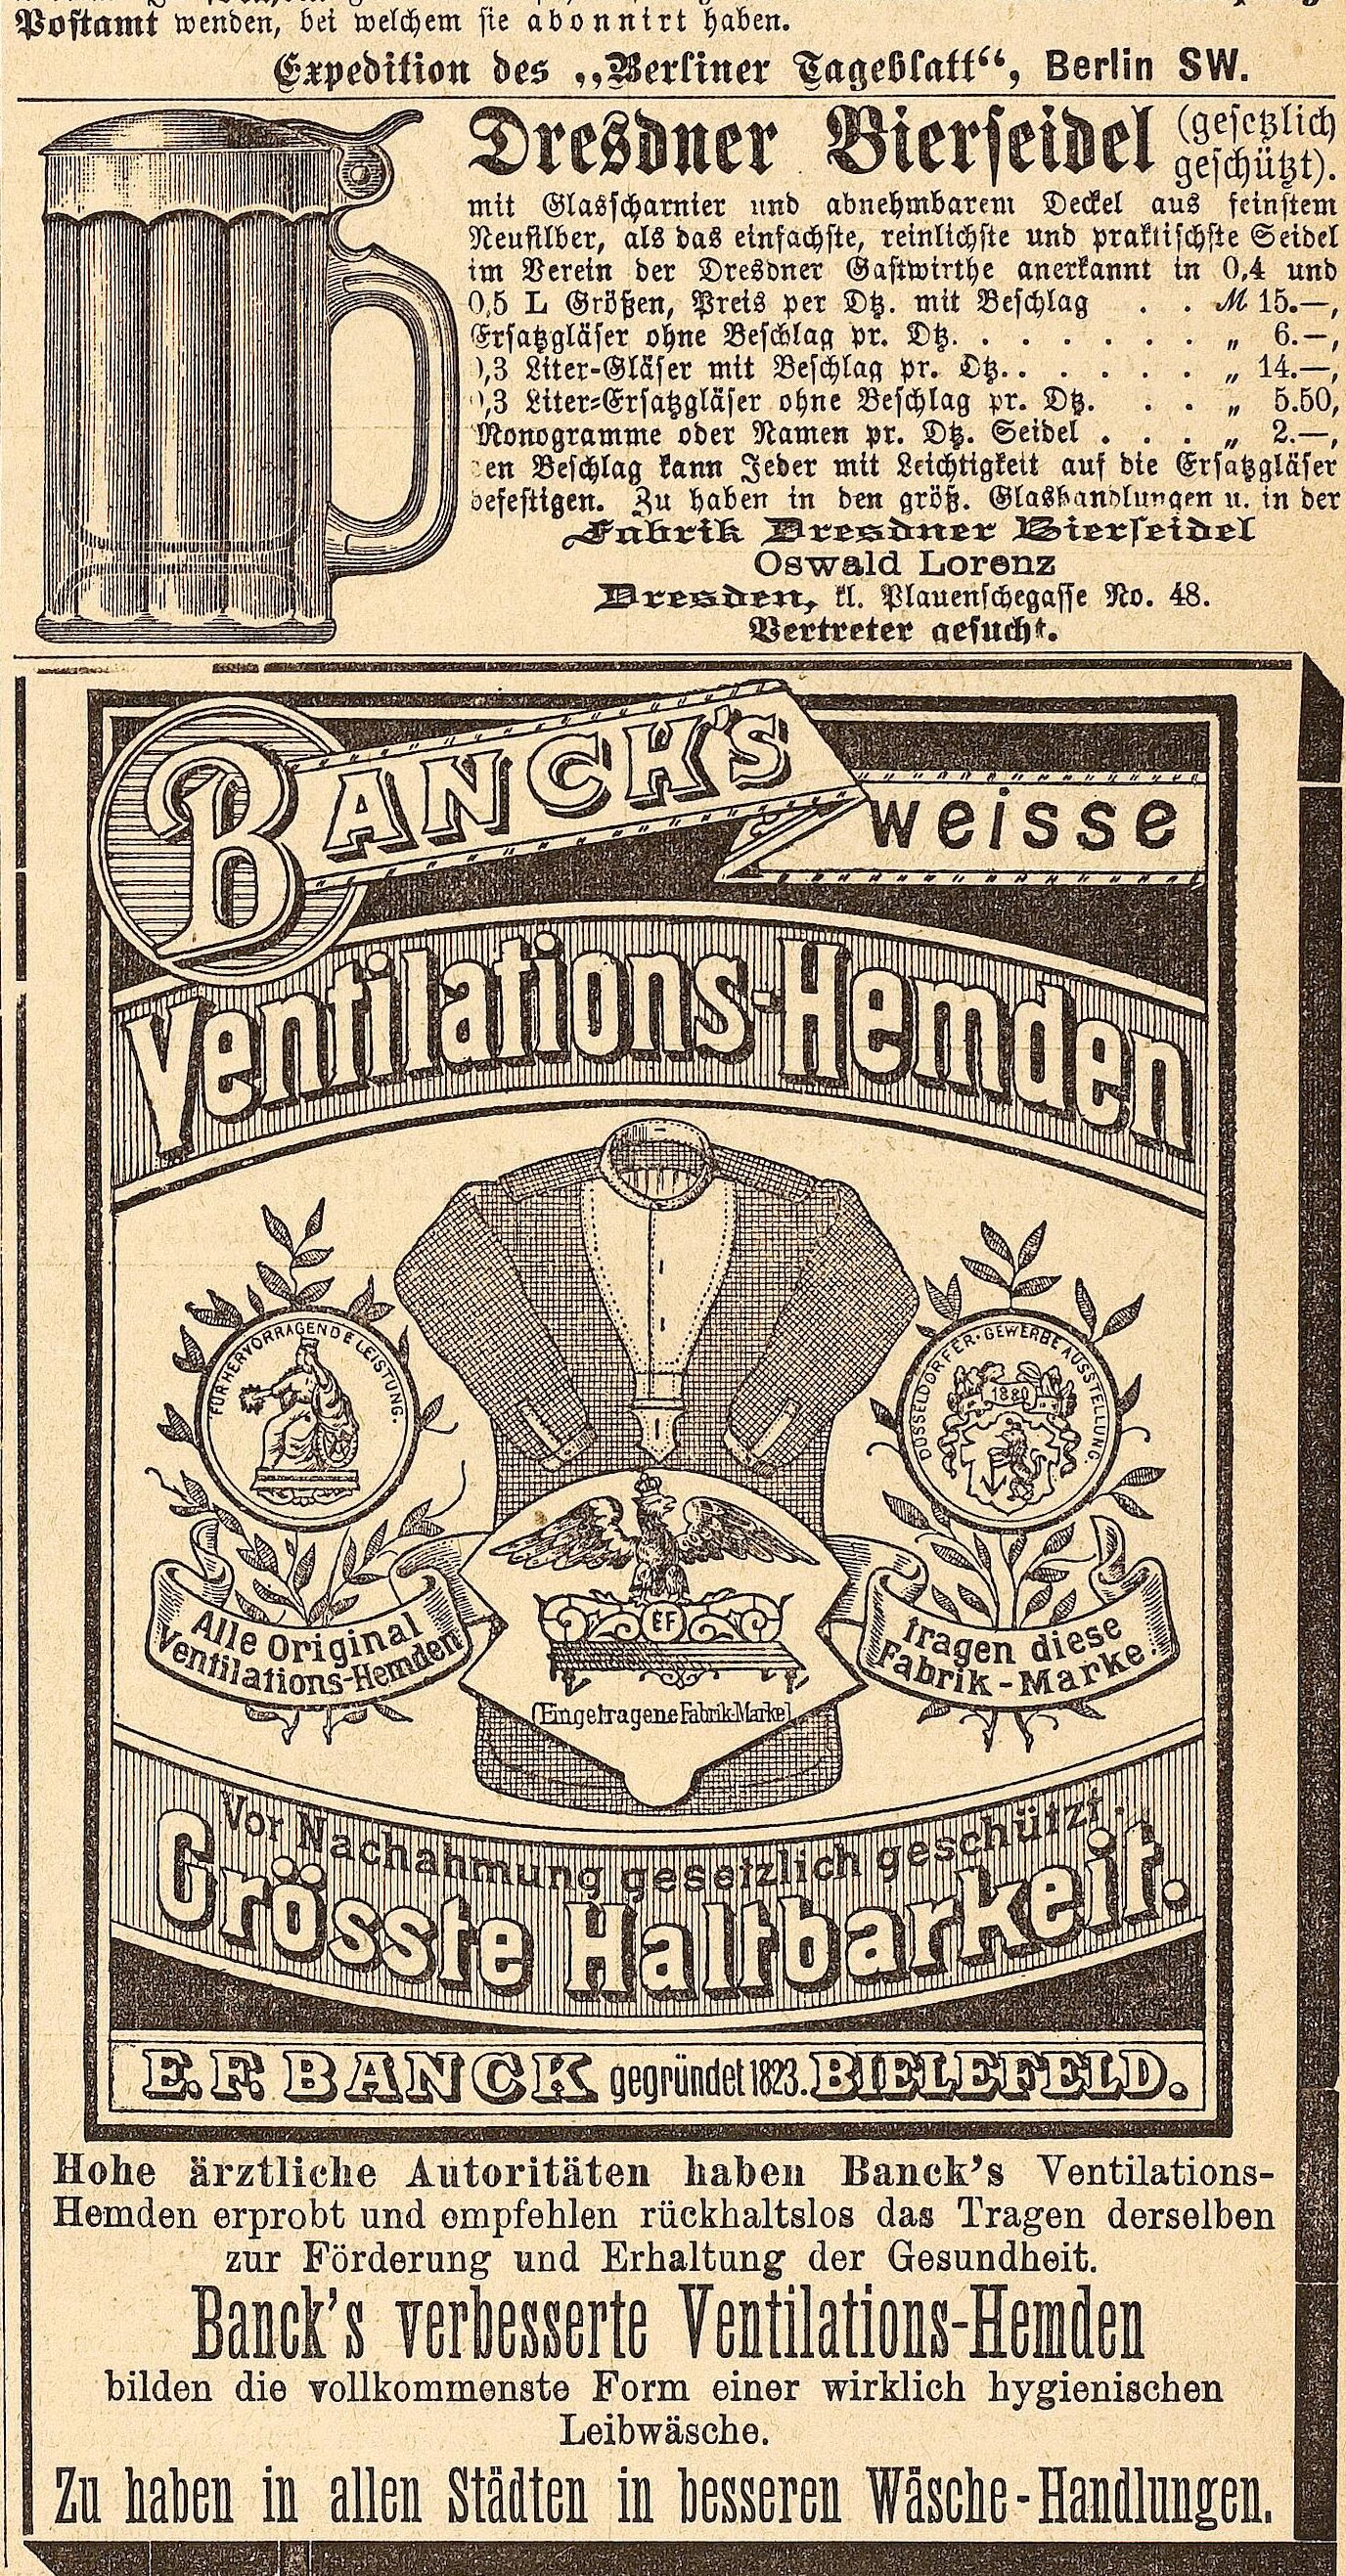 Postamt wenden, bei welchem sie abonnirt haben.
Expedition des „Berliner Tageblatt“, Berlin SW.
Dresdner Bierseidel (gesetzlich
geschützt).
mit Glasscharnier und abnehmbarem Deckel aus feinstem
Neusilber, als das einfachste, reinlichste und praktischste Seidel
im Verein der Dresdner Gastwirthe anerkannt in 0,4 und
0,5 L Größen, Preis per Dtz. mit Beschlag . . M 15.—,
Ersatzgläser ohne Beschlag pr. Dtz. . . . . . . . „ 6.—,
,3 Liter-Gläser mit Beschlag pr. Dtz. . . . . . „ 14.—,
,3 Liter-Ersatzgläser ohne Beschlag pr. Dtz. . . „ 5.50,
Monogramme oder Namen pr. Dtz. Seidel . . . „ 2.—,
en Beschlag kann Jeder mit Leichtigkeit auf die Ersatzgläser
befestigen. Zu haben in den größ. Glashandlungen u. in der
Fabrik Dresdner Bierseidel
Oswald Lorenz
Dresden, kl. Plauenschegasse No. 48.
Vertreter gesucht.
BANCK'S weisse
Ventilations-Hemden
FÜR HERVORRAGENDE LEISTUNG.
DÜSSELDORFER · GEWERBE AUSSTELLUNG.
1880
EF
Alle Original
Ventilations-Hemden
tragen diese
Fabrik-Marke.
(Eingetragene Fabrik-Marke)
Vor Nachahmung gesetzlich geschützt.
Grösste Haltbarkeit.
E. F. BANCK gegründet 1823. BIELEFELD.
Hohe ärztliche Autoritäten haben Banck's Ventilations-
Hemden erprobt und empfehlen rückhaltslos das Tragen derselben
zur Förderung und Erhaltung der Gesundheit.
Banck's verbesserte Ventilations-Hemden
bilden die vollkommenste Form einer wirklich hygienischen
Leibwäsche.
Zu haben in allen Städten in besseren Wäsche-Handlungen.